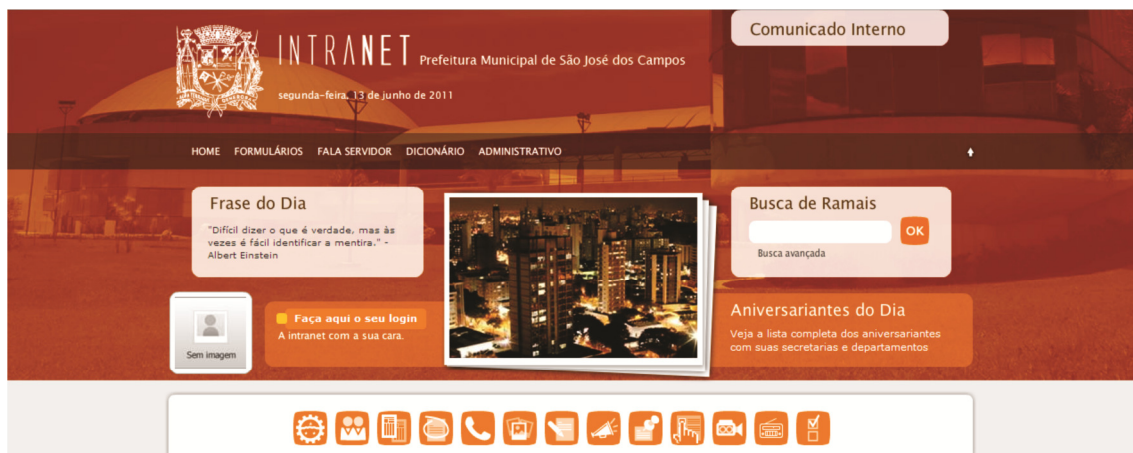 Comunicado Interno
INTRANET Prefeitura Municipal de São José dos Campos
segunda-feira, 13 de junho de 2011
HOME FORMULÁRIOS FALA SERVIDOR DICIONÁRIO ADMINISTRATIVO
Frase do Dia
"Difícil dizer o que é verdade, mas às
vezes é fácil identificar a mentira." -
Albert Einstein
Busca de Ramais
OK
Busca avançada
Sem imagem
Faça aqui o seu login
A intranet com a sua cara.
Aniversariantes do Dia
Veja a lista completa dos aniversariantes
com suas secretarias e departamentos